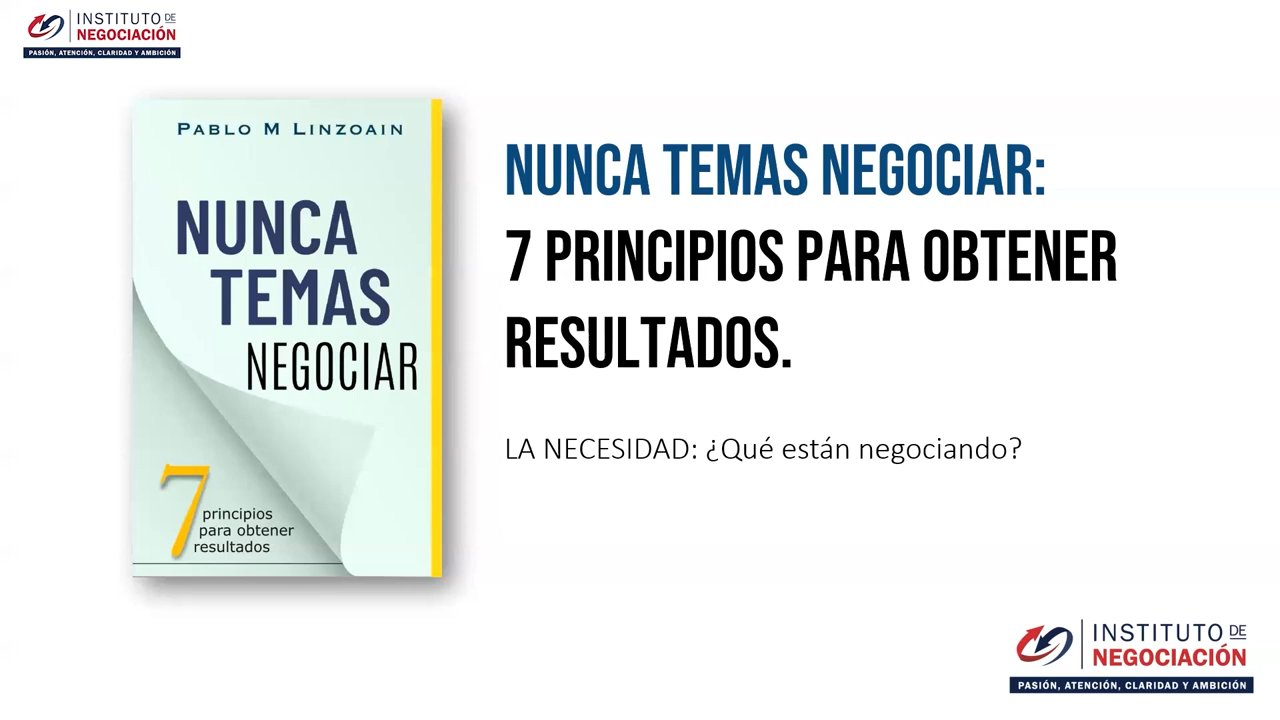 INSTITUTO DE
NEGOCIACIÓN
PASIÓN, ATENCIÓN, CLARIDAD Y AMBICIÓN
PABLO M LINZOAIN
NUNCA
TEMAS
NEGOCIAR
7 principios
para obtener
resultados
NUNCA TEMAS NEGOCIAR:
7 PRINCIPIOS PARA OBTENER
RESULTADOS.
LA NECESIDAD: ¿Qué están negociando?
INSTITUTO DE
NEGOCIACIÓN
PASIÓN, ATENCIÓN, CLARIDAD Y AMBICIÓN